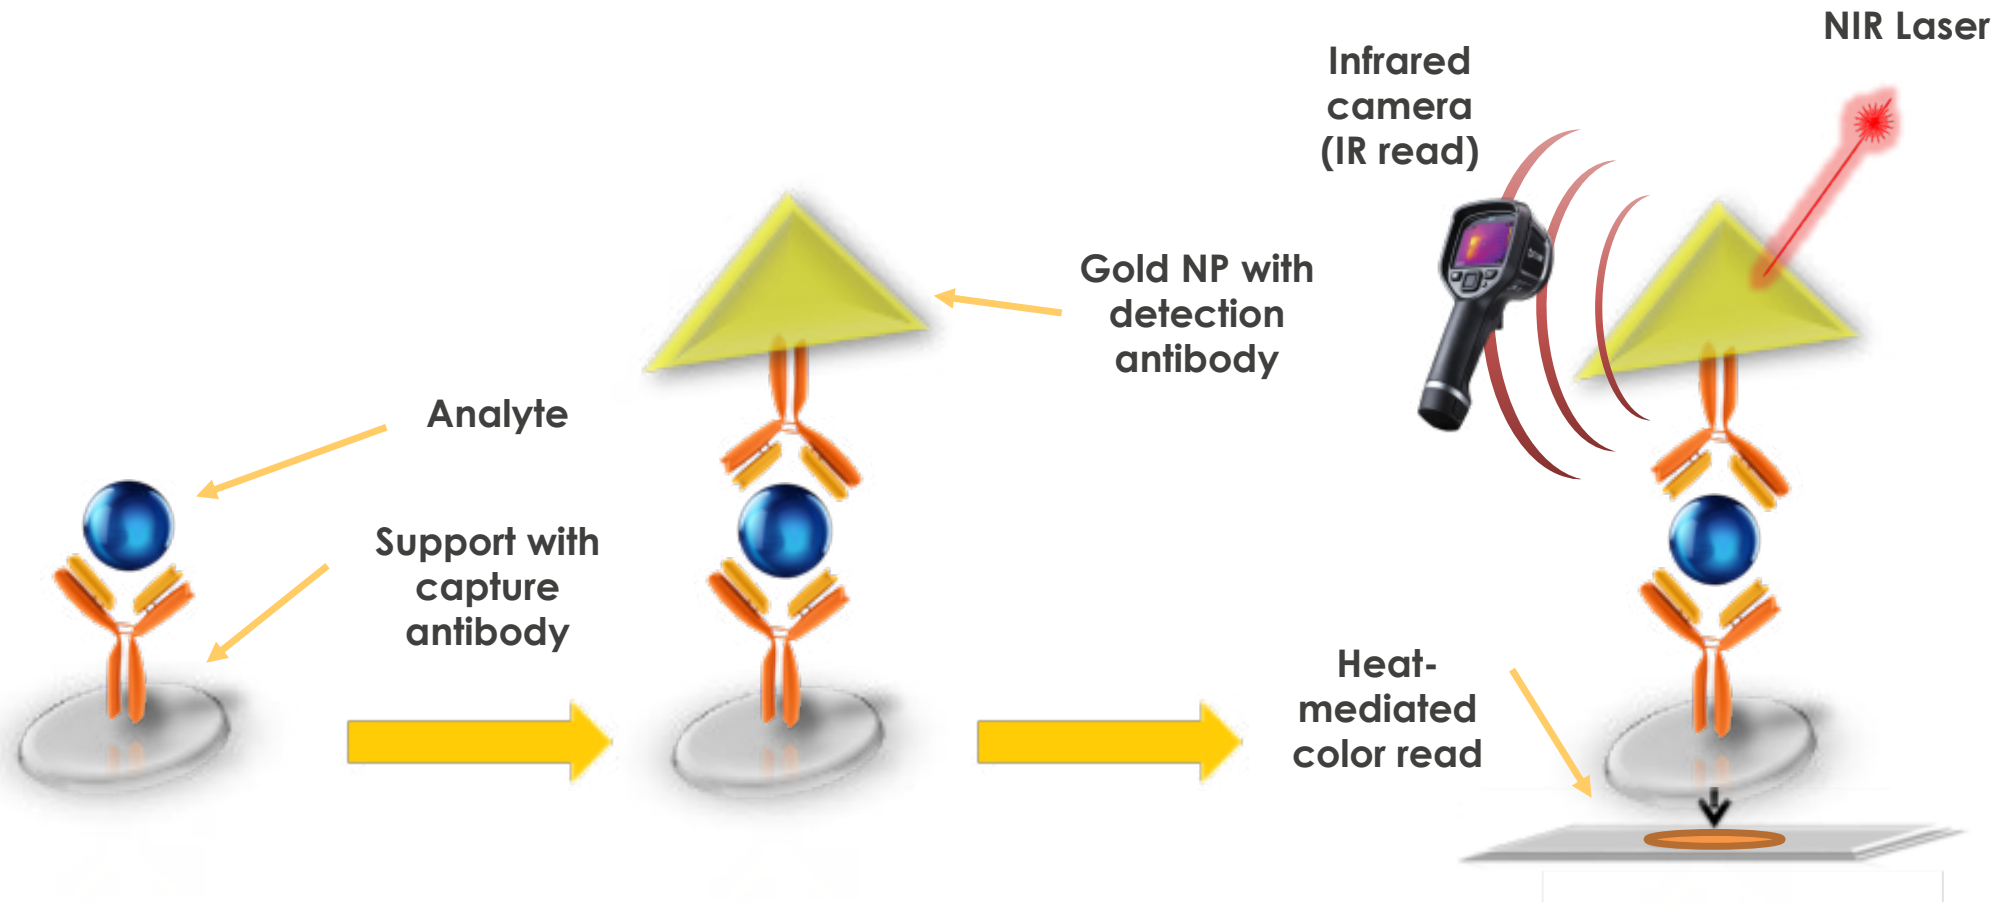 NIR Laser
Infrared
camera
(IR read)
Gold NP with
detection
antibody
Analyte
Support with
capture
antibody
Heat-
mediated
color read